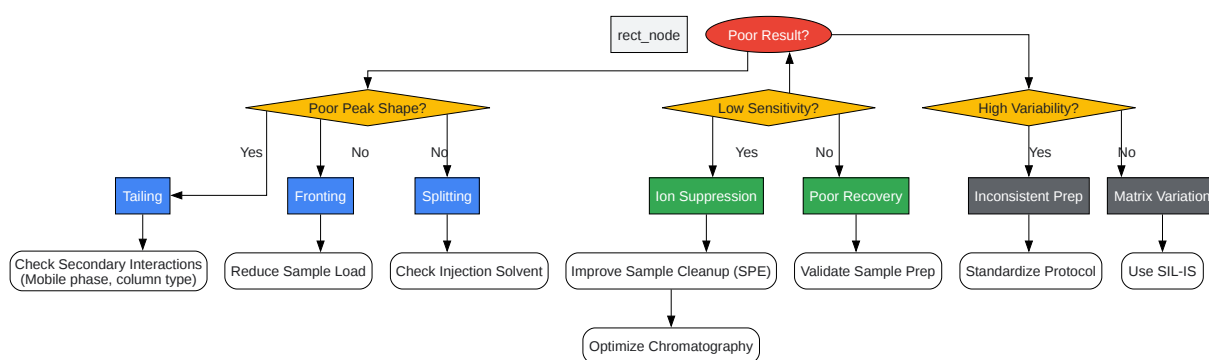 rect_node
Poor Result?
Poor Peak Shape?
Low Sensitivity?
High Variability?
Yes
No
No
Yes
No
Yes
No
Tailing
Fronting
Splitting
Ion Suppression
Poor Recovery
Inconsistent Prep
Matrix Variation
Check Secondary Interactions
(Mobile phase, column type)
Reduce Sample Load
Check Injection Solvent
Improve Sample Cleanup (SPE)
Validate Sample Prep
Standardize Protocol
Use SIL-IS
Optimize Chromatography